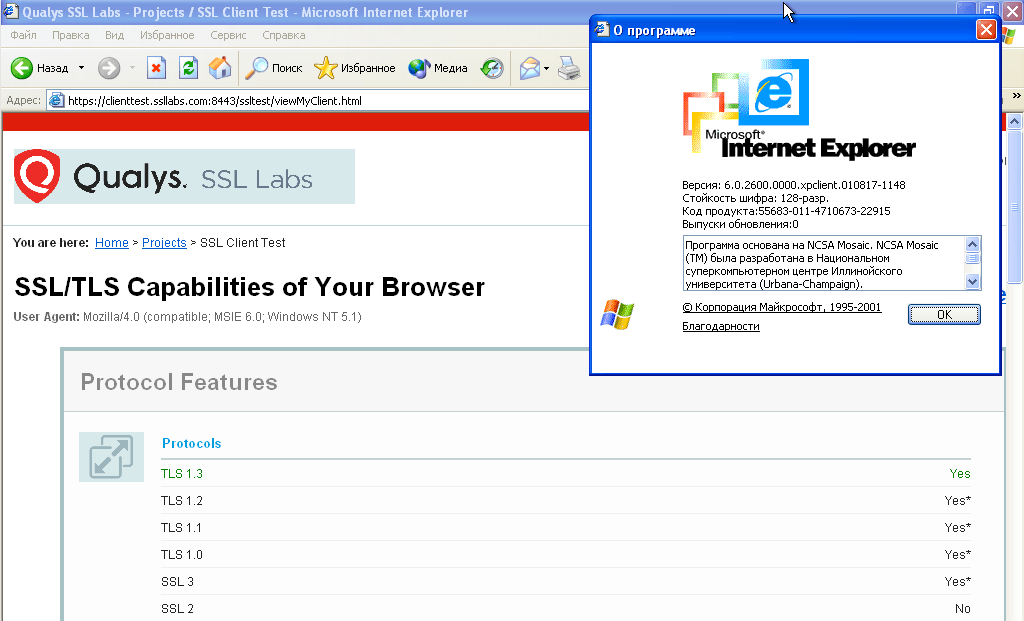 Qualys SSL Labs - Projects / SSL Client Test - Microsoft Internet Explorer
Файл Правка Вид Избранное Сервис Справка
Назад Поиск Избранное Медиа
Адрес: https://clienttest.ssllabs.com:8443/ssltest/viewMyClient.html
Qualys. SSL Labs
You are here: Home > Projects > SSL Client Test
SSL/TLS Capabilities of Your Browser
User Agent: Mozilla/4.0 (compatible; MSIE 6.0; Windows NT 5.1)
Protocol Features
Protocols
TLS 1.3 Yes
TLS 1.2 Yes*
TLS 1.1 Yes*
TLS 1.0 Yes*
SSL 3 Yes*
SSL 2 No
О программе
Microsoft®
Internet Explorer
Версия: 6.0.2600.0000.xpclient.010817-1148
Стойкость шифра: 128-разр.
Код продукта:55683-011-4710673-22915
Выпуски обновления:0
Программа основана на NCSA Mosaic. NCSA Mosaic
(TM) была разработана в Национальном
суперкомпьютерном центре Иллинойского
университета (Urbana-Champaign).
© Корпорация Майкрософт, 1995-2001
OK
Благодарности